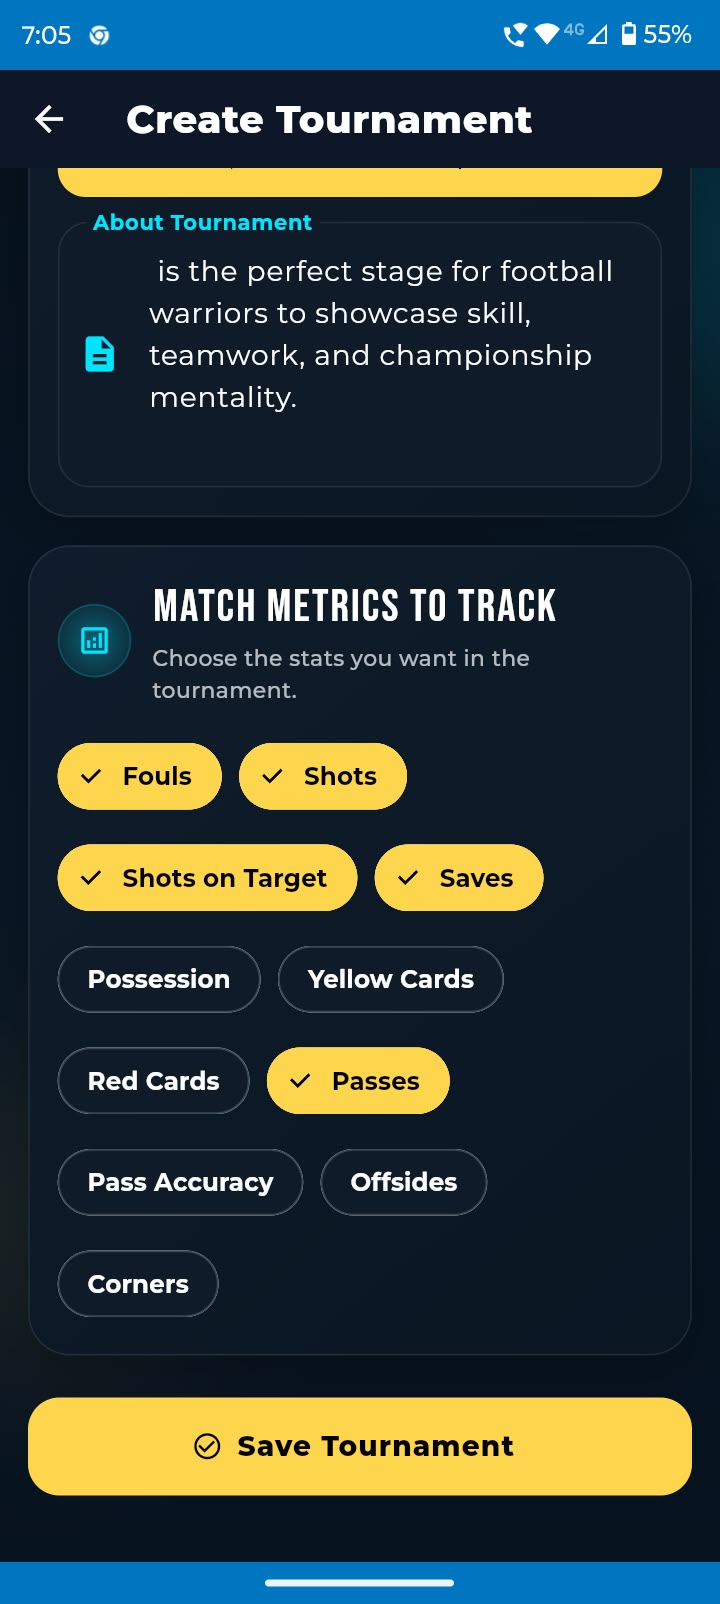 7:05 4G 55%
Create Tournament
About Tournament
is the perfect stage for football
warriors to showcase skill,
teamwork, and championship
mentality.
MATCH METRICS TO TRACK
Choose the stats you want in the
tournament.
Fouls Shots
Shots on Target Saves
Possession Yellow Cards
Red Cards Passes
Pass Accuracy Offsides
Corners
Save Tournament